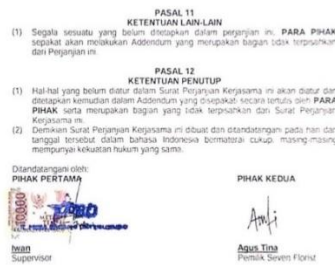 PASAL 11
KETENTUAN LAIN-LAIN
(1) Segala sesuatu yang belum ditetapkan dalam perjanjian ini, PARA PIHAK
sepakat akan melakukan Addendum yang merupakan bagian tidak terpisahkan
dari Perjanjian ini.
PASAL 12
KETENTUAN PENUTUP
(1) Hal-hal yang belum diatur dalam Surat Perjanjian Kerjasama ini akan diatur dan
ditetapkan kemudian dalam Addendum yang disepakati secara tertulis oleh PARA
PIHAK serta merupakan bagian yang tidak terpisahkan dari Surat Perjanjian
Kerjasama ini.
(2) Demikian Surat Perjanjian Kerjasama ini dibuat dan ditandatangani pada hari dan
tanggal tersebut dalam bahasa Indonesia bermaterai cukup, masing-masing
mempunyai kekuatan hukum yang sama.
Ditandatangani oleh:
PIHAK PERTAMA
PIHAK KEDUA
10000
Iwan
Supervisor
Agus Tina
Pemilik Seven Florist